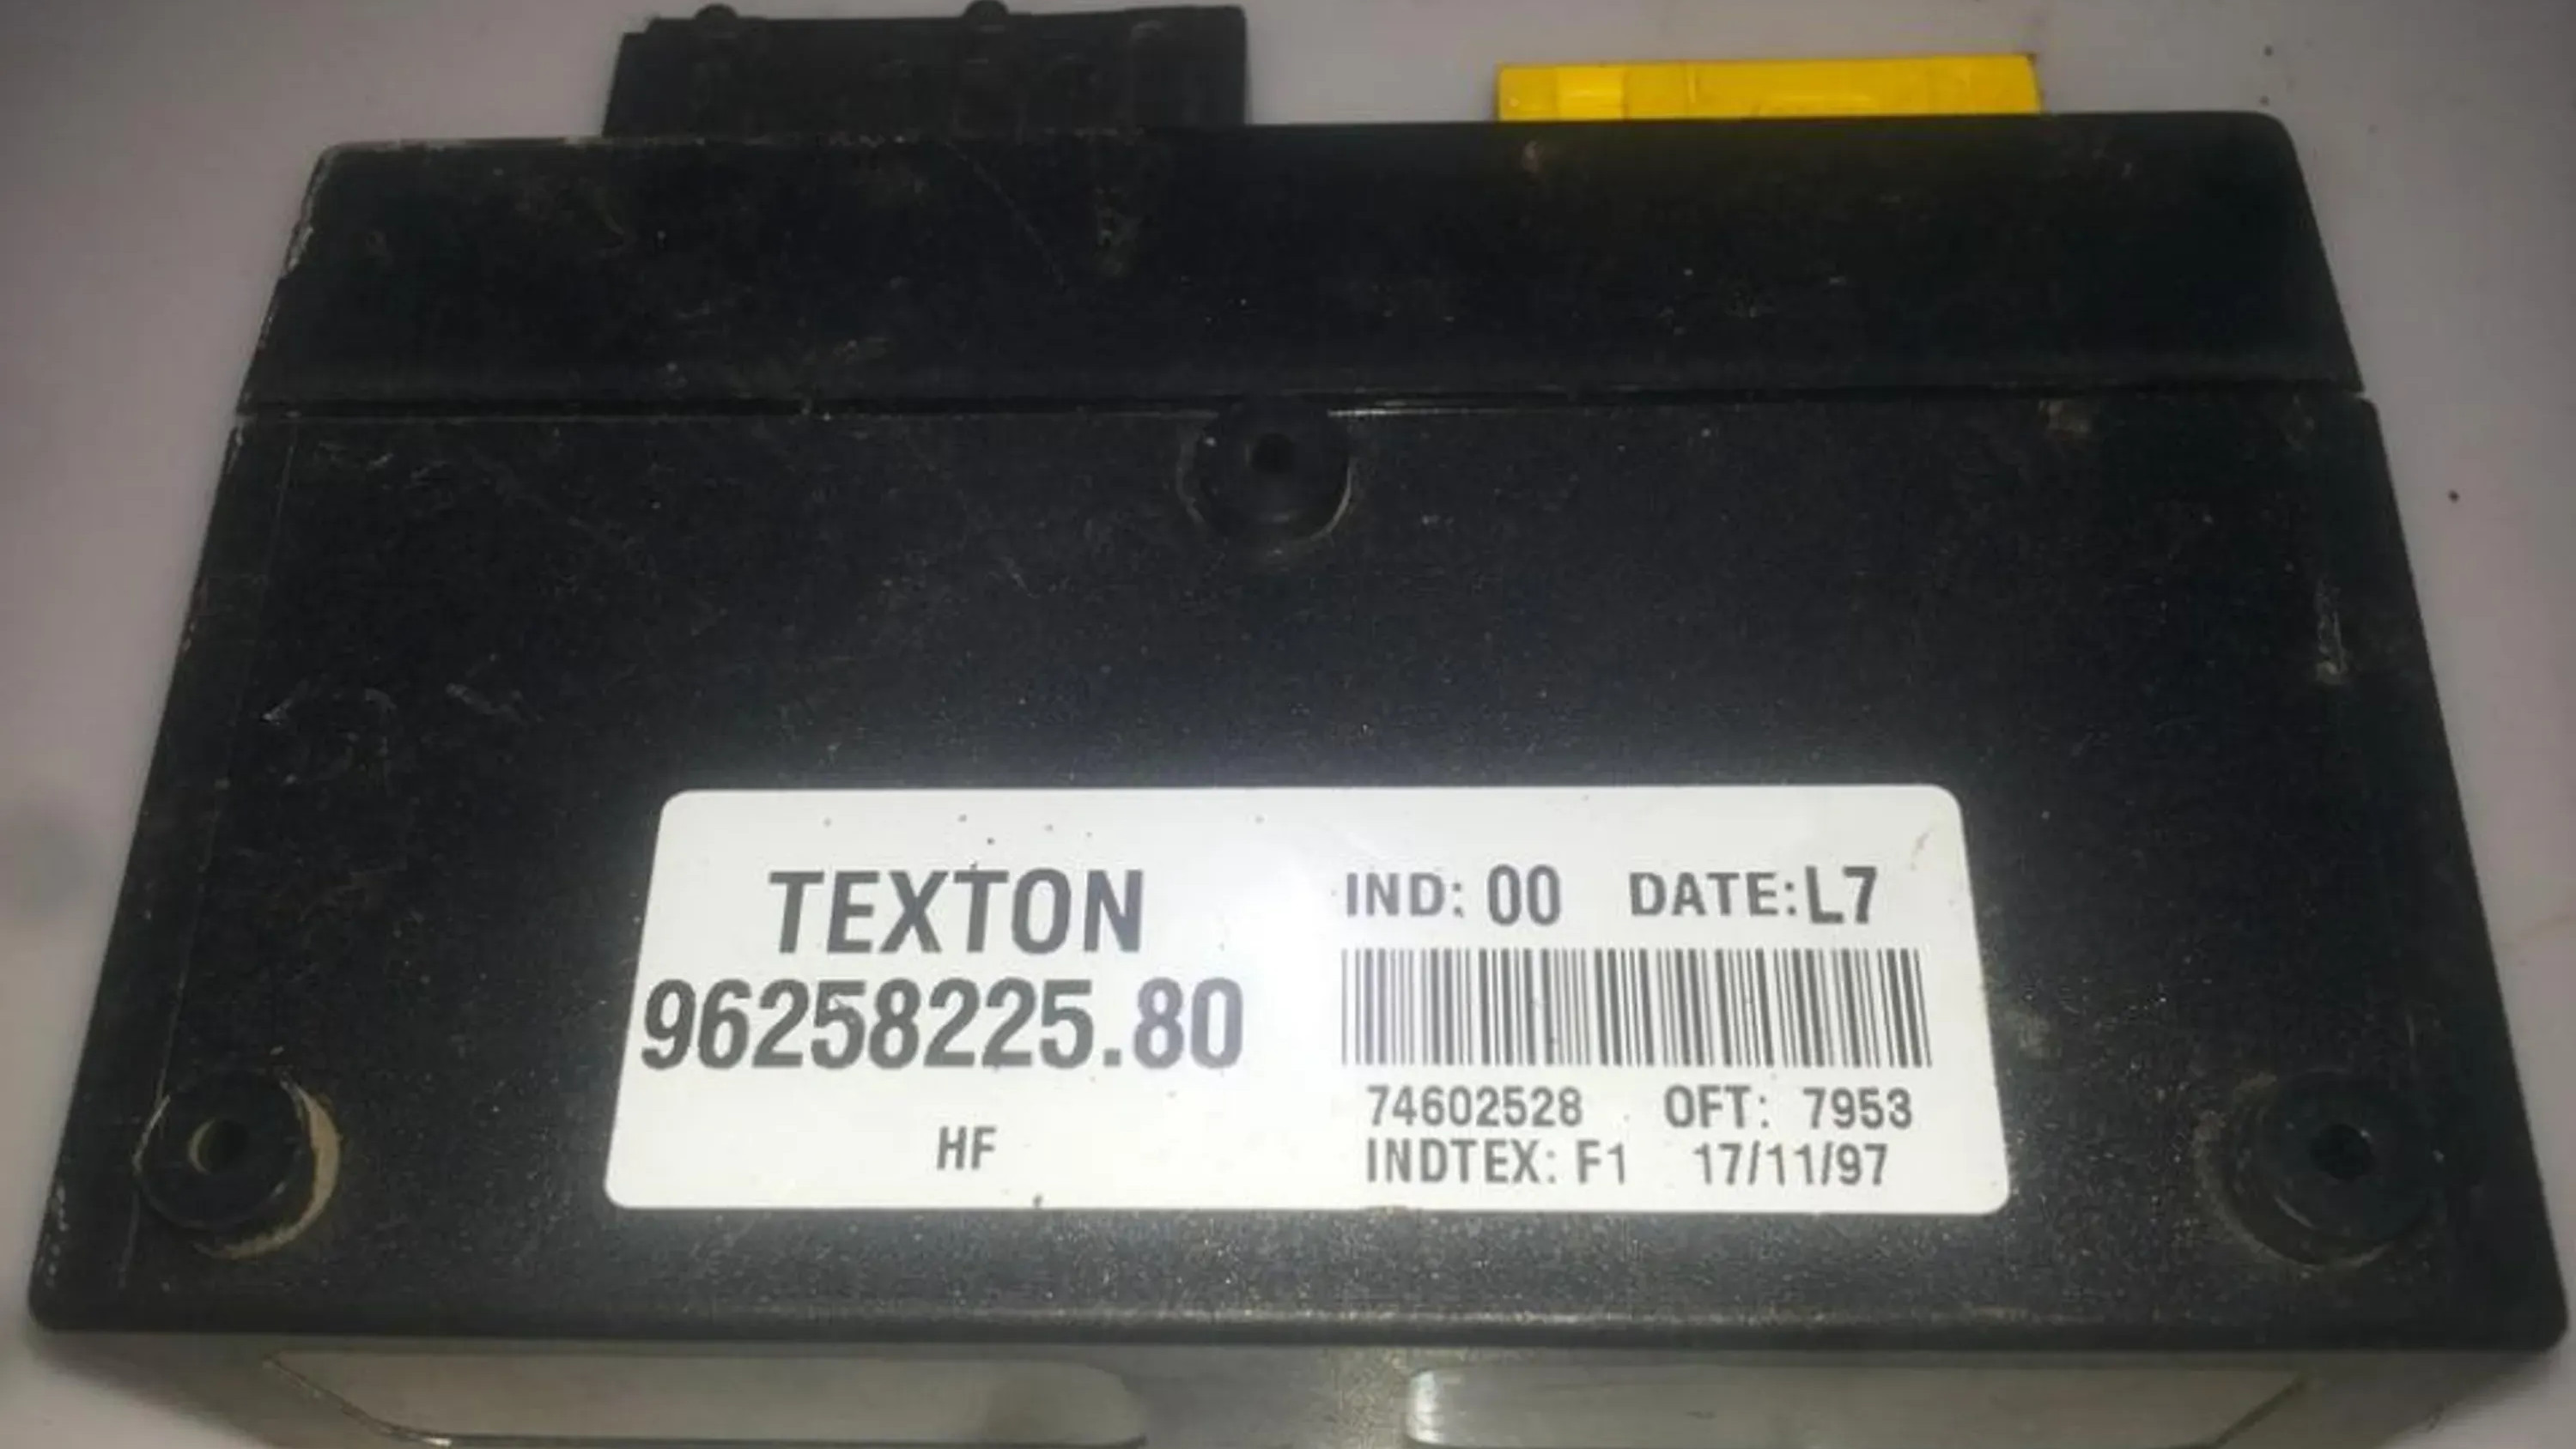 TEXTON
96258225.80
HF
IND: 00 DATE:L7
74602528 OFT: 7953
INDTEX: F1 17/11/97